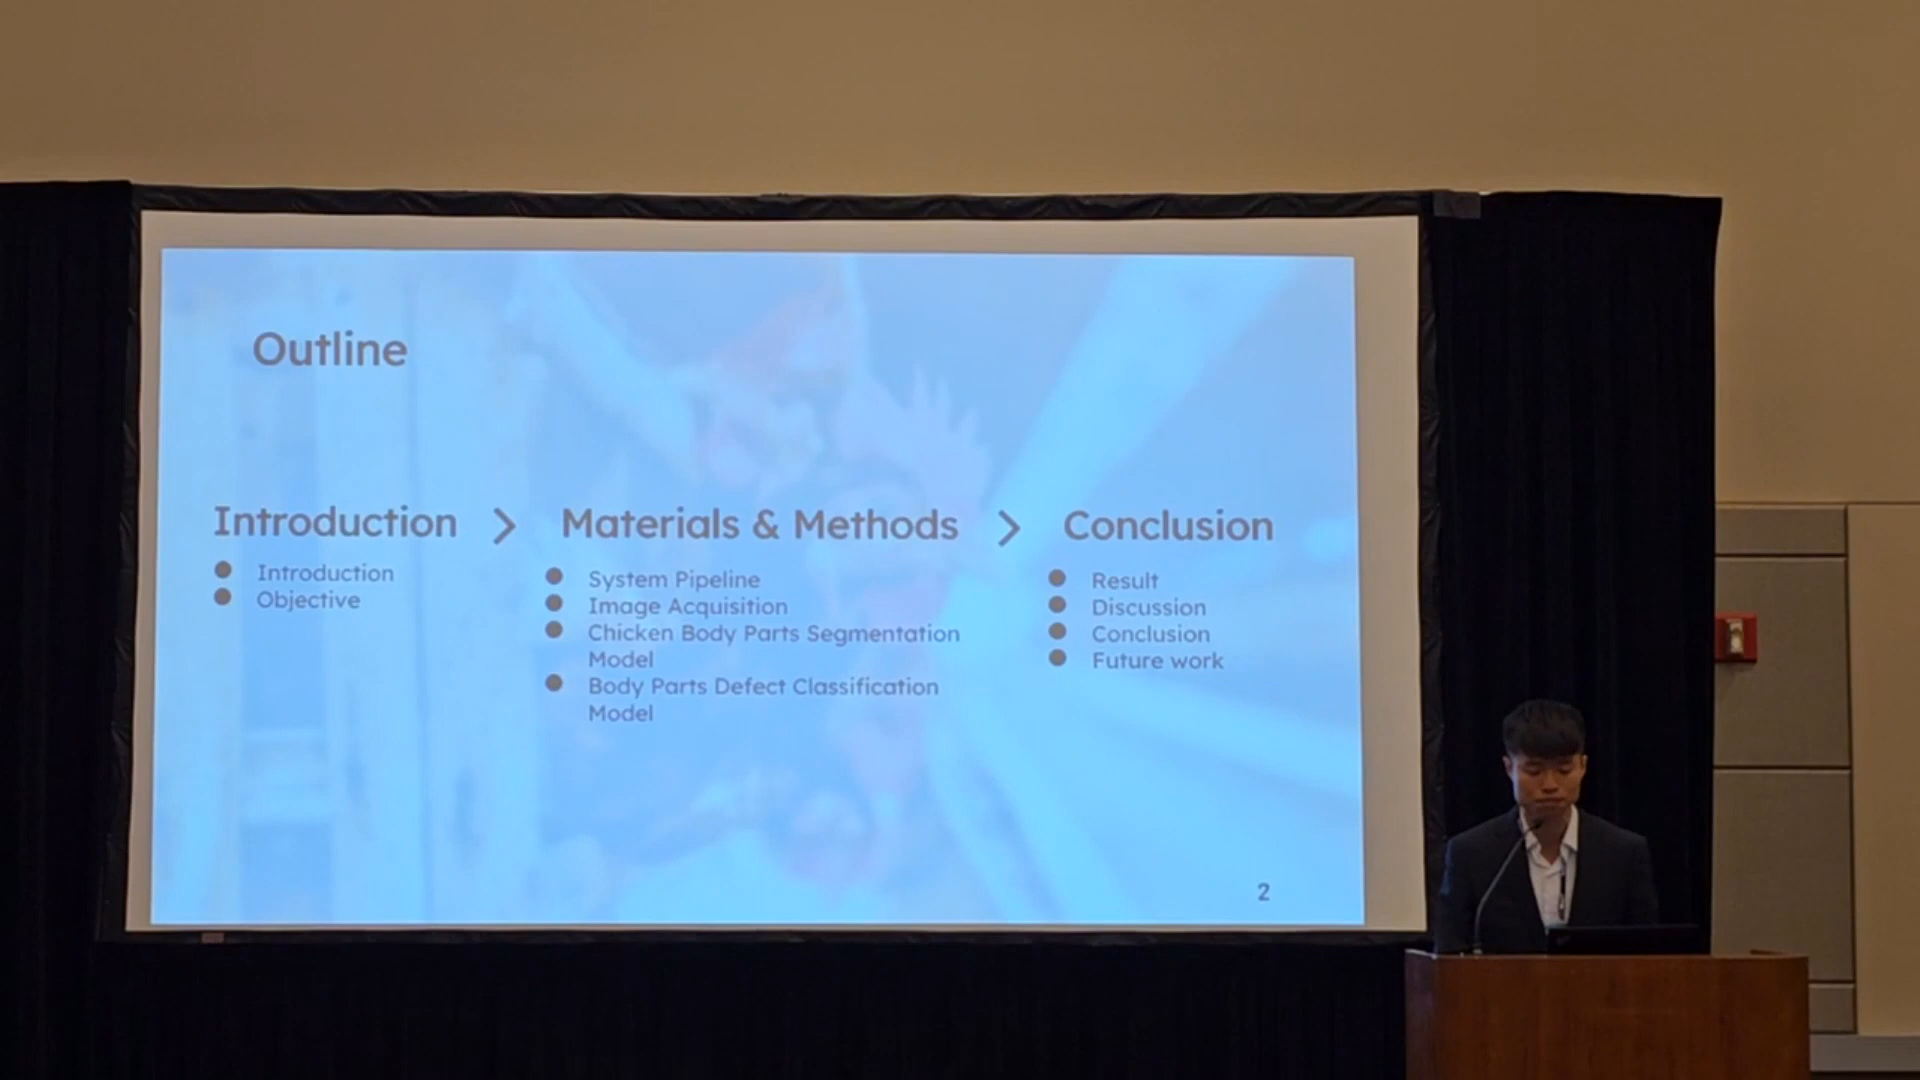 Outline
Introduction > Materials & Methods > Conclusion
Introduction
Objective
System Pipeline
Image Acquisition
Chicken Body Parts Segmentation
Model
Body Parts Defect Classification
Model
Result
Discussion
Conclusion
Future work
2